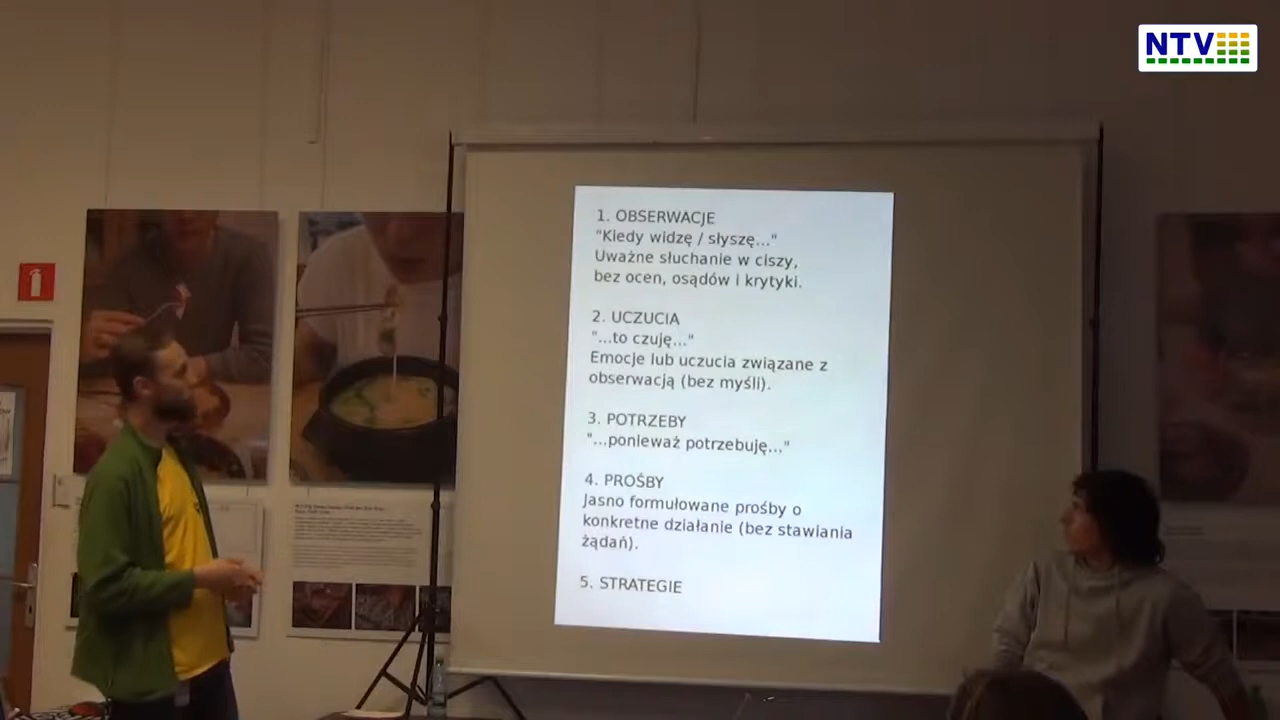 NTV
1. OBSERWACJE
"Kiedy widzę / słyszę..."
Uważne słuchanie w ciszy,
bez ocen, osądów i krytyki.
2. UCZUCIA
"...to czuję..."
Emocje lub uczucia związane z
obserwacją (bez myśli).
3. POTRZEBY
"...ponieważ potrzebuję..."
4. PROŚBY
Jasno formułowane prośby o
konkretne działanie (bez stawiania
żądań).
5. STRATEGIE